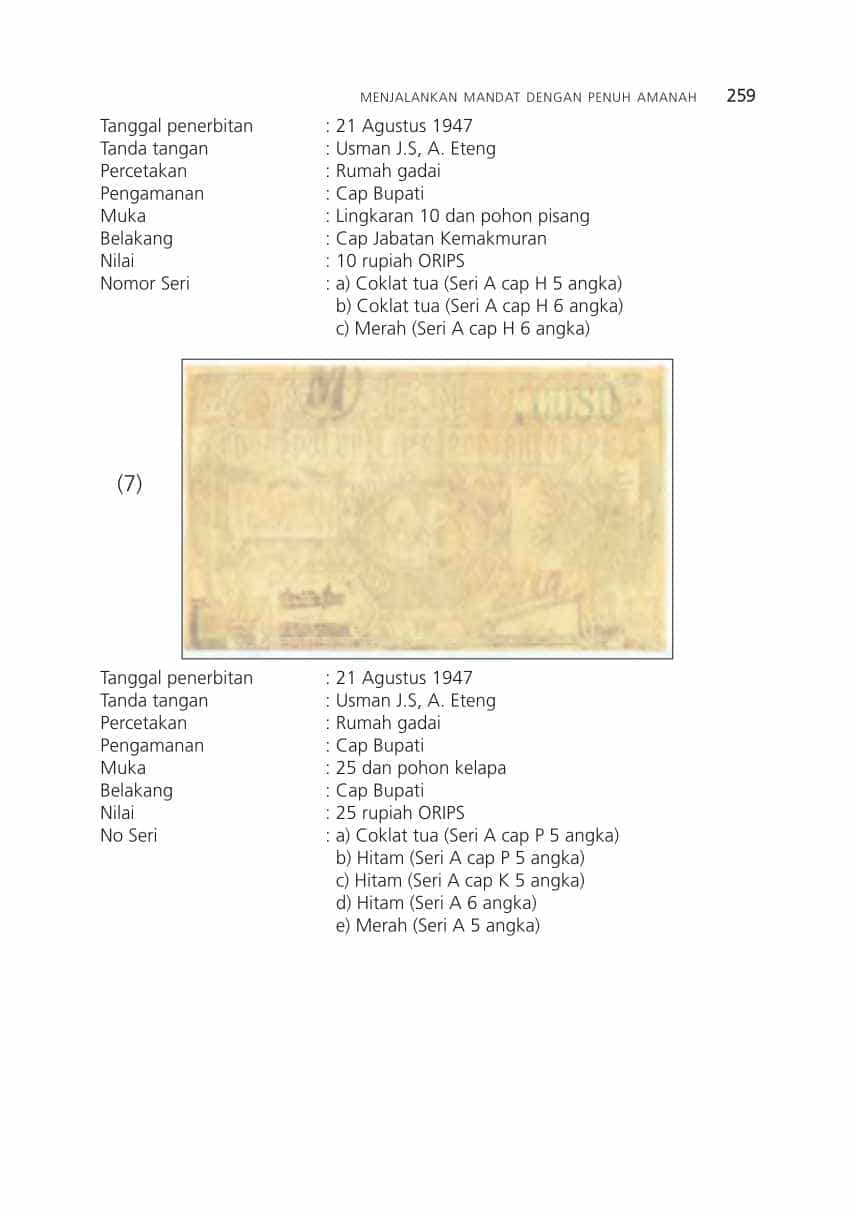 MENJALANKAN MANDAT DENGAN PENUH AMANAH 259
Tanggal penerbitan : 21 Agustus 1947
Tanda tangan : Usman J.S, A. Eteng
Percetakan : Rumah gadai
Pengamanan : Cap Bupati
Muka : Lingkaran 10 dan pohon pisang
Belakang : Cap Jabatan Kemakmuran
Nilai : 10 rupiah ORIPS
Nomor Seri : a) Coklat tua (Seri A cap H 5 angka)
b) Coklat tua (Seri A cap H 6 angka)
c) Merah (Seri A cap H 6 angka)
(7)
Tanggal penerbitan : 21 Agustus 1947
Tanda tangan : Usman J.S, A. Eteng
Percetakan : Rumah gadai
Pengamanan : Cap Bupati
Muka : 25 dan pohon kelapa
Belakang : Cap Bupati
Nilai : 25 rupiah ORIPS
No Seri : a) Coklat tua (Seri A cap P 5 angka)
b) Hitam (Seri A cap P 5 angka)
c) Hitam (Seri A cap K 5 angka)
d) Hitam (Seri A 6 angka)
e) Merah (Seri A 5 angka)